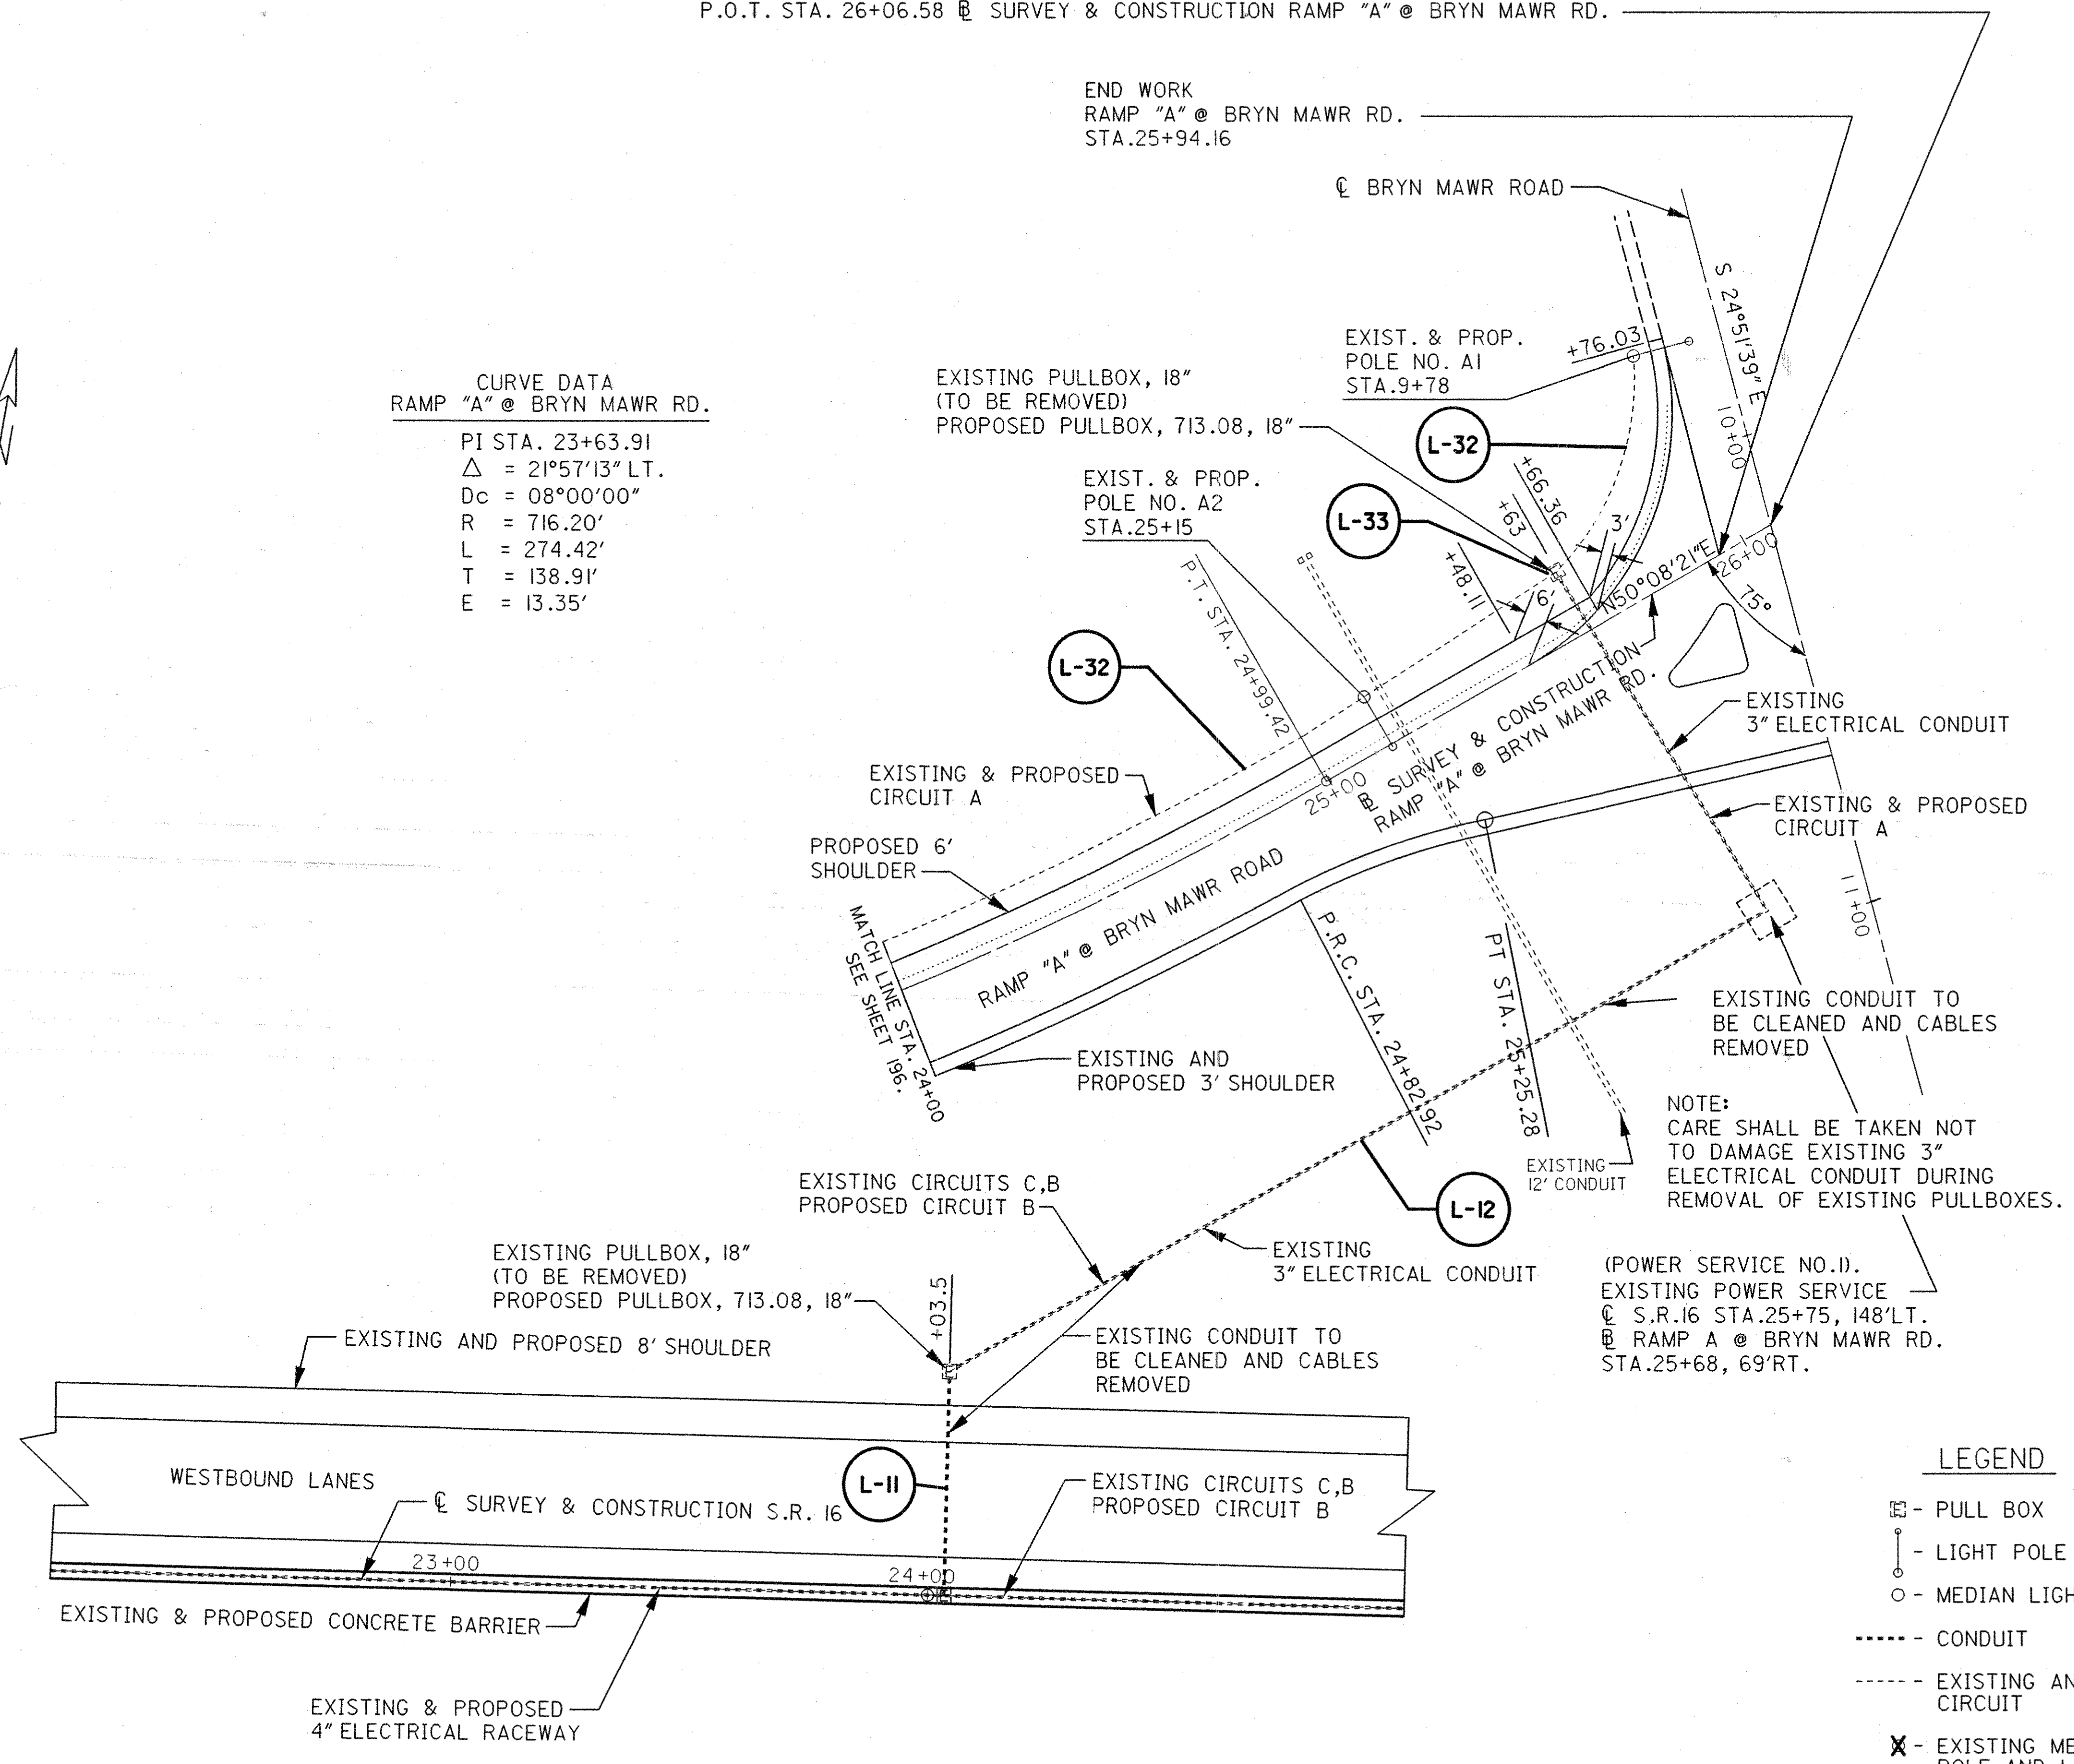 P.O.T. STA. 26+06.58 ⅊ SURVEY & CONSTRUCTION RAMP "A" @ BRYN MAWR RD.
END WORK
RAMP "A" @ BRYN MAWR RD.
STA.25+94.16
℄ BRYN MAWR ROAD
S 24°51'39" E
10+00
EXIST. & PROP.
POLE NO. A1
STA.9+78
+76.03
CURVE DATA
RAMP "A" @ BRYN MAWR RD.
PI STA. 23+63.91
△ = 21°57'13" LT.
Dc = 08°00'00"
R = 716.20'
L = 274.42'
T = 138.91'
E = 13.35'
EXISTING PULLBOX, 18"
(TO BE REMOVED)
PROPOSED PULLBOX, 713.08, 18"
L-32
EXIST. & PROP.
POLE NO. A2
STA.25+15
L-33
+66.36
+63
+48.11
3'
6'
N50°08'21"E
26+00
75°
P.T. STA. 24+99.42
L-32
25+00
SURVEY & CONSTRUCTION
RAMP "A" @ BRYN MAWR RD.
EXISTING
3" ELECTRICAL CONDUIT
EXISTING & PROPOSED
CIRCUIT A
EXISTING & PROPOSED
CIRCUIT A
PROPOSED 6'
SHOULDER
RAMP "A" @ BRYN MAWR ROAD
MATCH LINE STA. 24+00
SEE SHEET 196.
11+00
P.R.C. STA. 24+82.92
PT STA. 25+25.28
EXISTING CONDUIT TO
BE CLEANED AND CABLES
REMOVED
EXISTING AND
PROPOSED 3' SHOULDER
NOTE:
CARE SHALL BE TAKEN NOT
TO DAMAGE EXISTING 3"
ELECTRICAL CONDUIT DURING
REMOVAL OF EXISTING PULLBOXES.
EXISTING
12' CONDUIT
EXISTING CIRCUITS C,B
PROPOSED CIRCUIT B
L-12
EXISTING
3" ELECTRICAL CONDUIT
EXISTING PULLBOX, 18"
(TO BE REMOVED)
PROPOSED PULLBOX, 713.08, 18"
+03.5
(POWER SERVICE NO.1).
EXISTING POWER SERVICE
℄ S.R.16 STA.25+75, 148'LT.
RAMP A @ BRYN MAWR RD.
STA.25+68, 69'RT.
EXISTING CONDUIT TO
BE CLEANED AND CABLES
REMOVED
EXISTING AND PROPOSED 8' SHOULDER
WESTBOUND LANES
℄ SURVEY & CONSTRUCTION S.R. 16
L-11
EXISTING CIRCUITS C,B
PROPOSED CIRCUIT B
23+00
24+00
EXISTING & PROPOSED CONCRETE BARRIER
EXISTING & PROPOSED
4" ELECTRICAL RACEWAY
LEGEND
E - PULL BOX
- LIGHT POLE
- MEDIAN LIGH
- CONDUIT
- EXISTING AN
CIRCUIT
- EXISTING ME